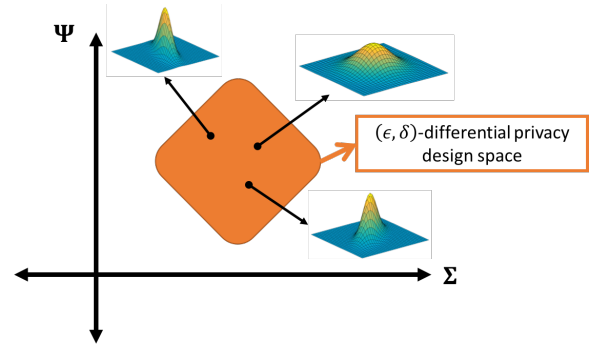 Ψ
(ϵ, δ)-differential privacy
design space
Σ